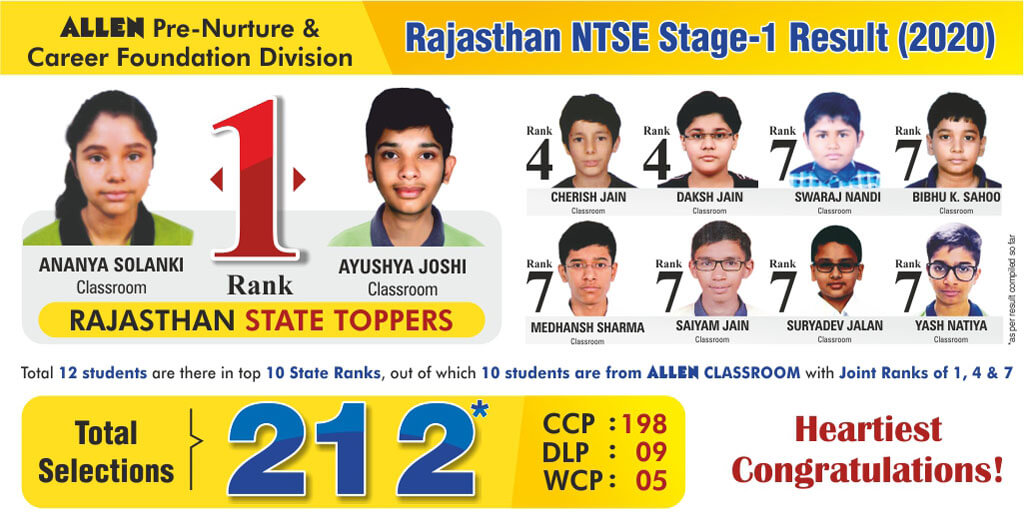 ALLEN Pre-Nurture &
Career Foundation Division
Rajasthan NTSE Stage-1 Result (2020)
1
Rank
ANANYA SOLANKI
Classroom
AYUSHYA JOSHI
Classroom
RAJASTHAN STATE TOPPERS
Rank
4
CHERISH JAIN
Classroom
Rank
4
DAKSH JAIN
Classroom
Rank
7
SWARAJ NANDI
Classroom
Rank
7
BIBHU K. SAHOO
Classroom
Rank
7
MEDHANSH SHARMA
Classroom
Rank
7
SAIYAM JAIN
Classroom
Rank
7
SURYADEV JALAN
Classroom
Rank
7
YASH NATIYA
Classroom
*as per result compiled so far
Total 12 students are there in top 10 State Ranks, out of which 10 students are from ALLEN CLASSROOM with Joint Ranks of 1, 4 & 7
Total
Selections
212*
CCP : 198
DLP : 09
WCP : 05
Heartiest
Congratulations!